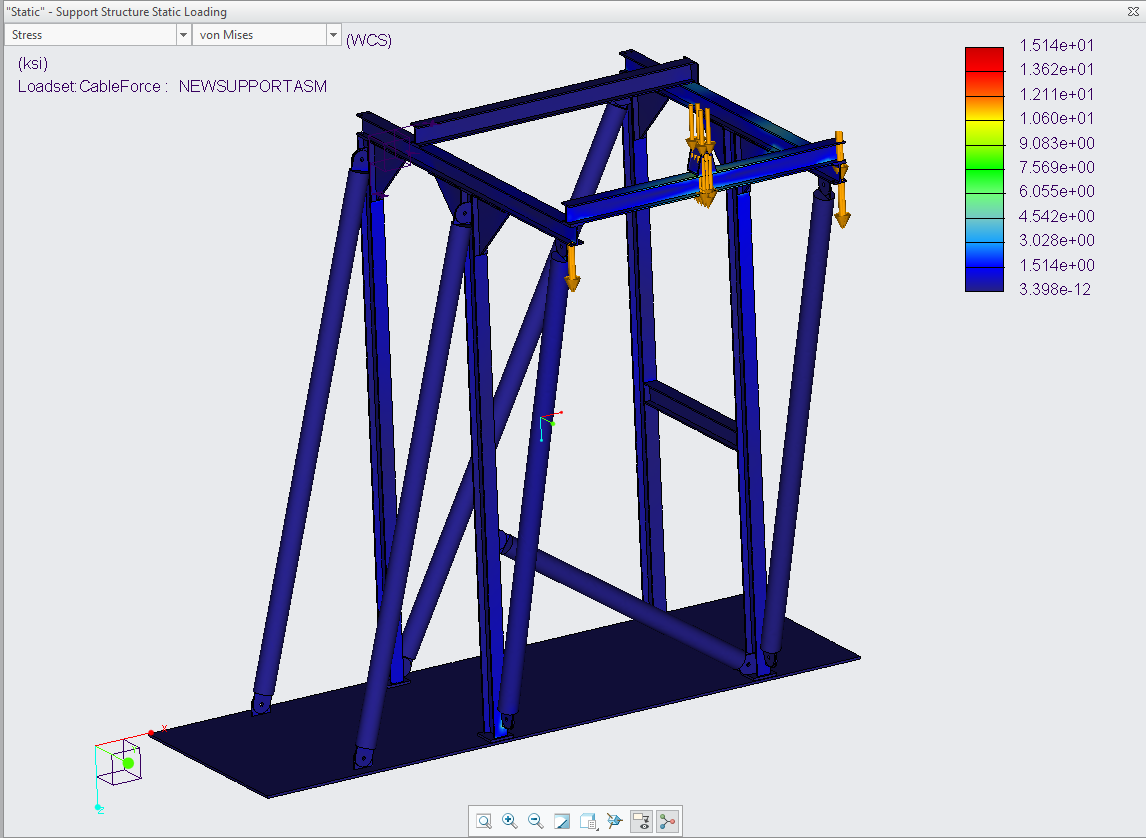 "Static" - Support Structure Static Loading
Stress von Mises (WCS)
(ksi)
Loadset:CableForce : NEWSUPPORTASM
1.514e+01
1.362e+01
1.211e+01
1.060e+01
9.083e+00
7.569e+00
6.055e+00
4.542e+00
3.028e+00
1.514e+00
3.398e-12
X
Z